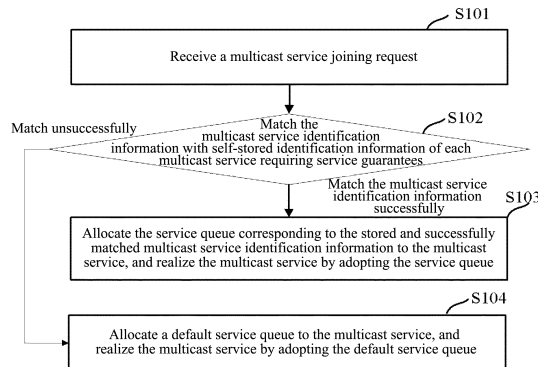 S101
Receive a multicast service joining request
S102
Match unsuccessfully
Match the
multicast service identification
information with self-stored identification information of each
multicast service requiring service guarantees
Match the multicast service
identification information
successfully
S103
Allocate the service queue corresponding to the stored and successfully
matched multicast service identification information to the multicast
service, and realize the multicast service by adopting the service queue
S104
Allocate a default service queue to the multicast service, and
realize the multicast service by adopting the default service queue